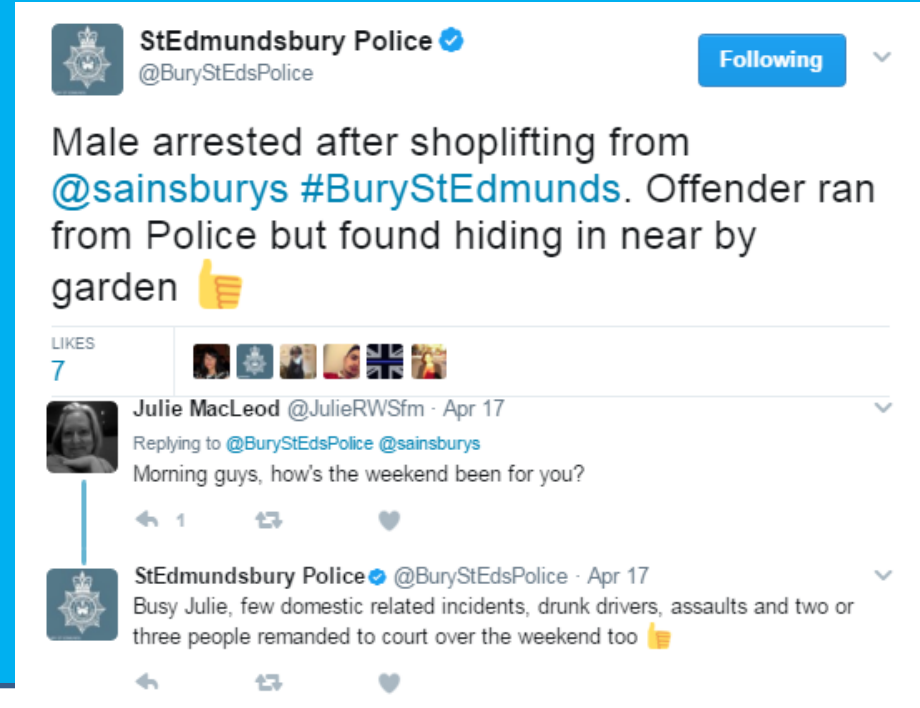 StEdmundsbury Police
@BuryStEdsPolice
Following
Male arrested after shoplifting from
@sainsburys #BuryStEdmunds. Offender ran
from Police but found hiding in near by
garden 👍
LIKES
7
Julie MacLeod @JulieRWSfm · Apr 17
Replying to @BuryStEdsPolice @sainsburys
Morning guys, how's the weekend been for you?
1
StEdmundsbury Police @BuryStEdsPolice · Apr 17
Busy Julie, few domestic related incidents, drunk drivers, assaults and two or
three people remanded to court over the weekend too 👍